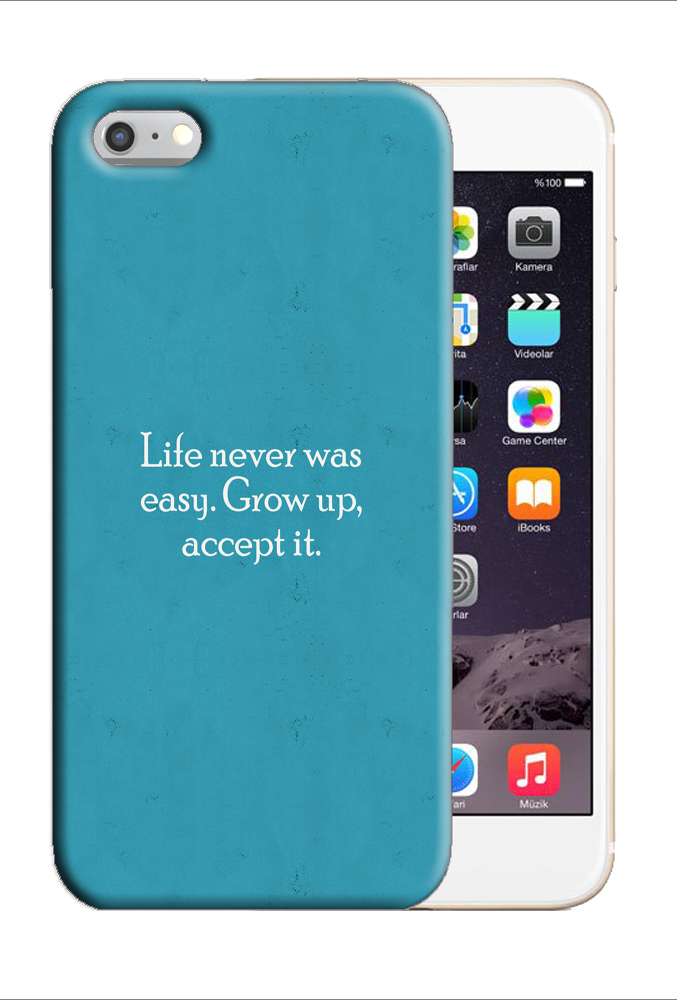 %100
raflar
Kamera
ita
Videolar
rsa
Game Center
Store
iBooks
rlar
ari
Müzik
Life never was
easy. Grow up,
accept it.